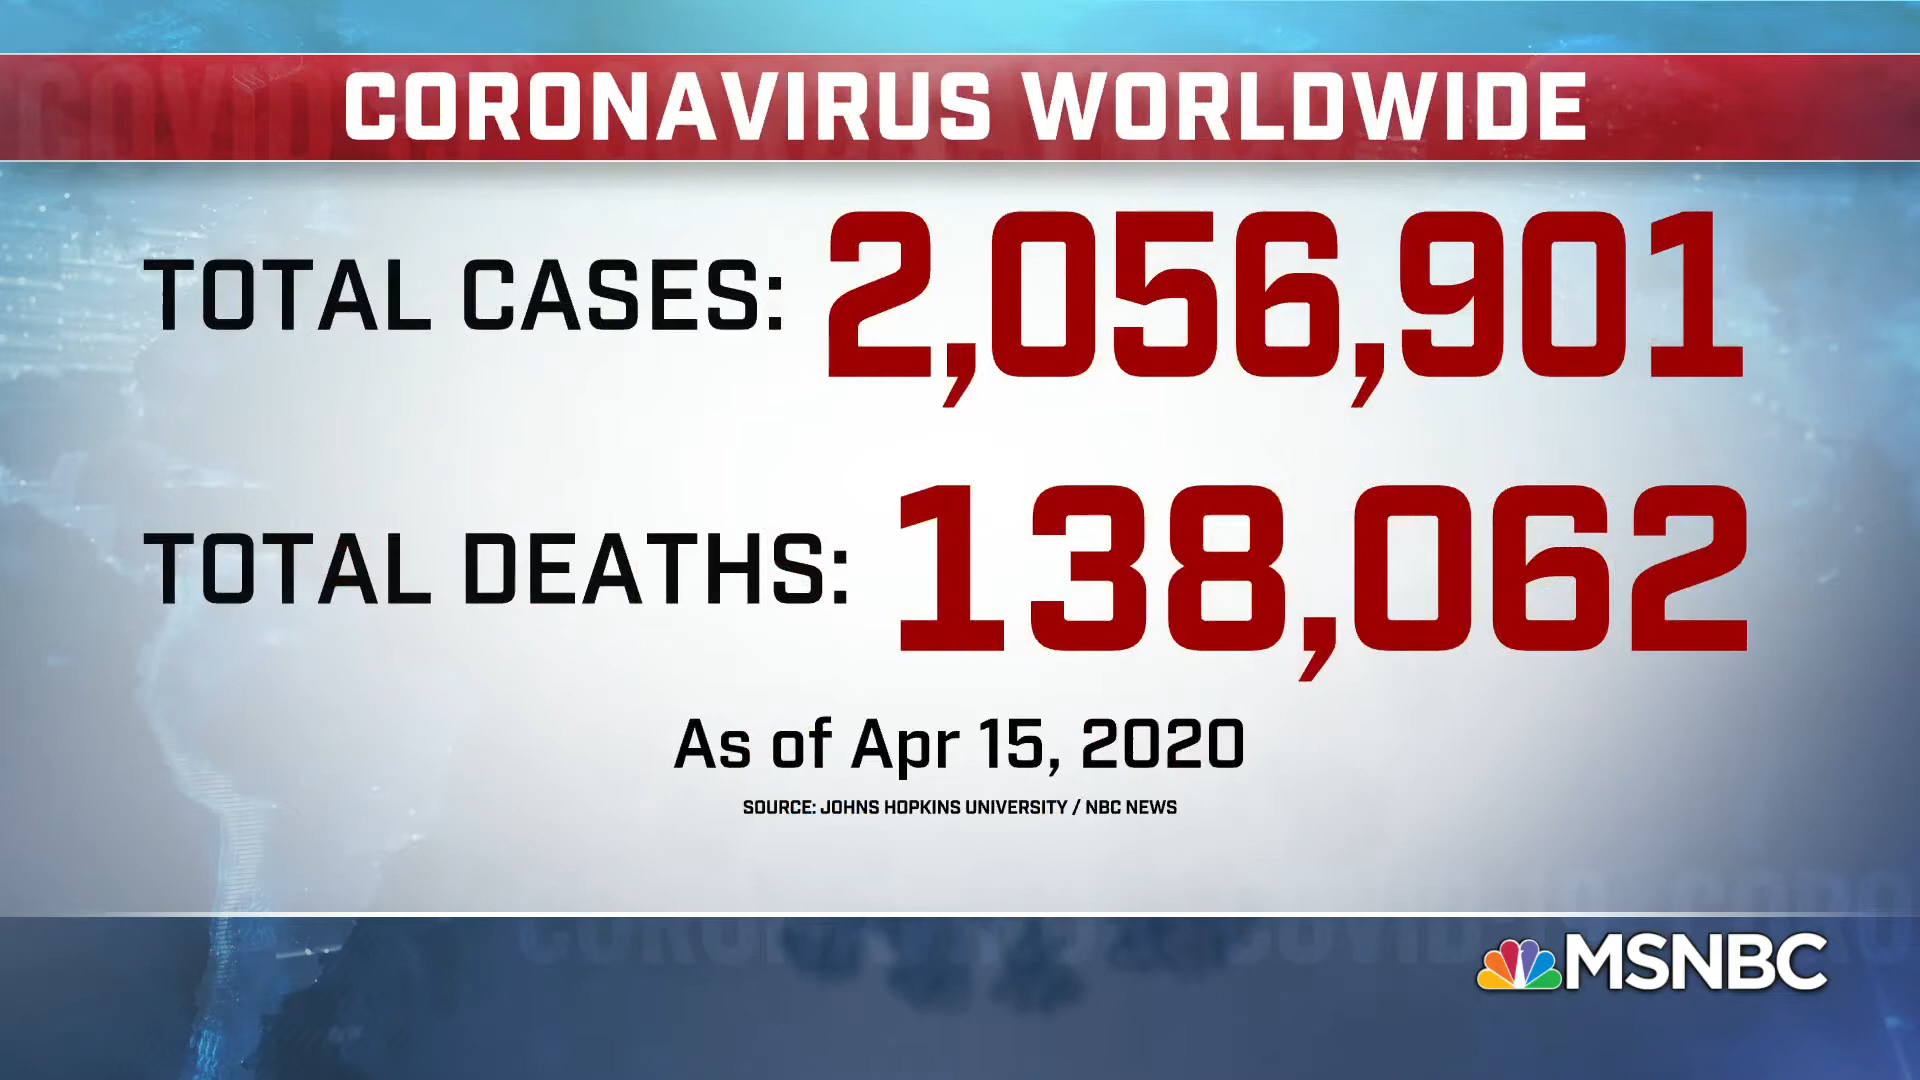 CORONAVIRUS WORLDWIDE
TOTAL CASES: 2,056,901
TOTAL DEATHS: 138,062
As of Apr 15, 2020
SOURCE: JOHNS HOPKINS UNIVERSITY / NBC NEWS
MSNBC